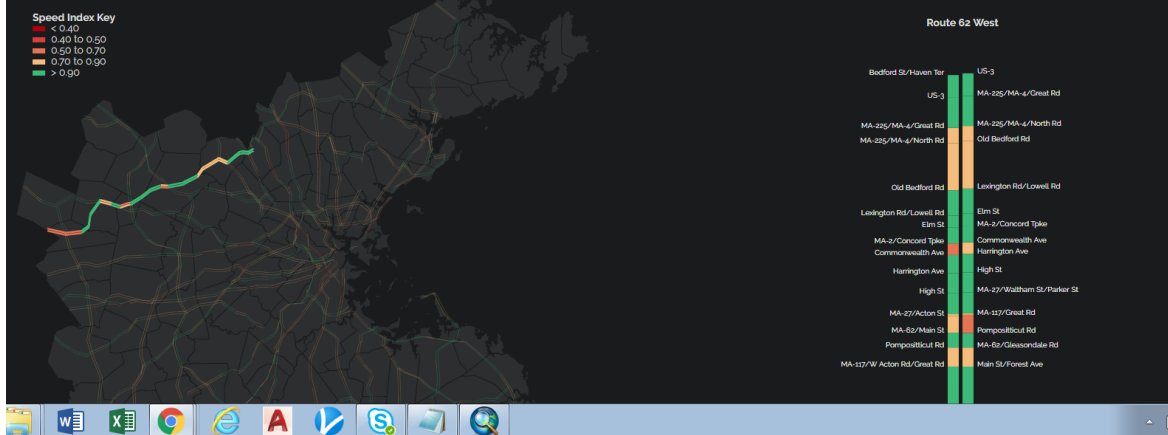 Speed Index Key
< 0.40
0.40 to 0.50
0.50 to 0.70
0.70 to 0.90
> 0.90
Route 62 West
Bedford St/Haven Ter
US-3
MA-225/MA-4/Great Rd
MA-225/MA-4/North Rd
Old Bedford Rd
Lexington Rd/Lowell Rd
Elm St
MA-2/Concord Tpke
Commonwealth Ave
Harrington Ave
High St
MA-27/Acton St
MA-62/Main St
Pompositticut Rd
MA-117/W Acton Rd/Great Rd
US-3
MA-225/MA-4/Great Rd
MA-225/MA-4/North Rd
Old Bedford Rd
Lexington Rd/Lowell Rd
Elm St
MA-2/Concord Tpke
Commonwealth Ave
Harrington Ave
High St
MA-27/Waltham St/Parker St
MA-117/Great Rd
Pompositticut Rd
MA-62/Gleasondale Rd
Main St/Forest Ave